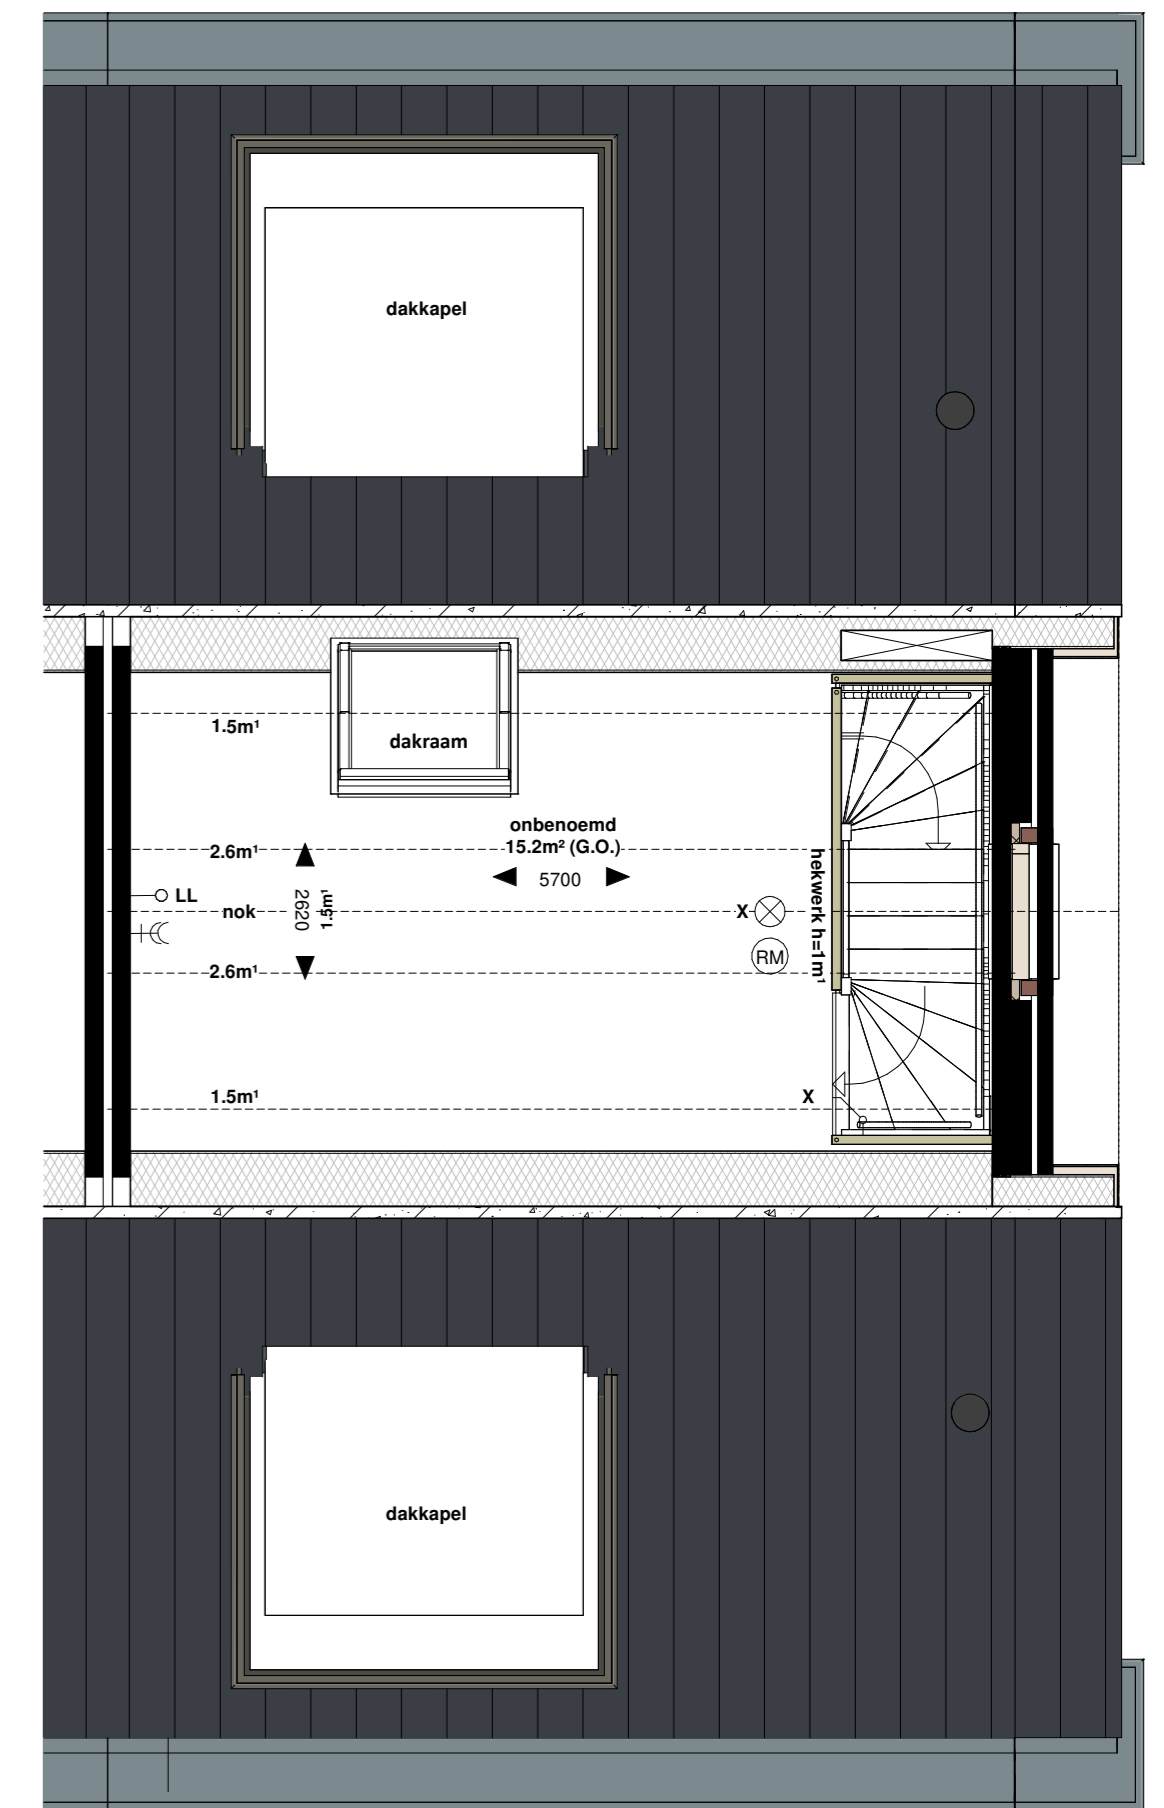 dakkapel
1.5m¹
dakraam
onbenoemd
15.2m² (G.O.)
5700
2.6m¹
LL
nok
2620
1.5m¹
X
RM
hekwerk h=1m¹
2.6m¹
1.5m¹
X
dakkapel